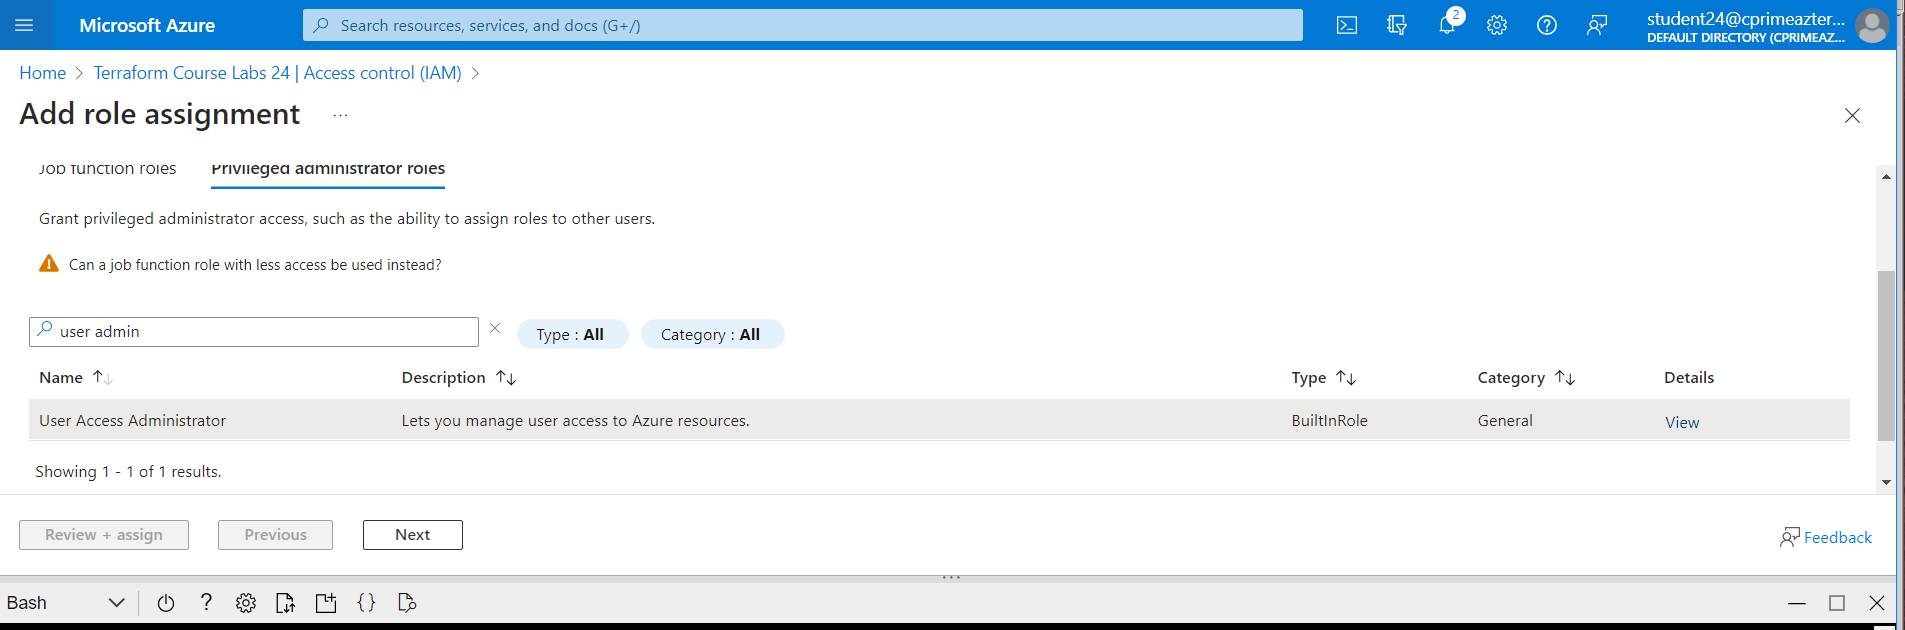 Microsoft Azure
Search resources, services, and docs (G+/)
2
student24@cprimeazter...
DEFAULT DIRECTORY (CPRIMEAZ...
Home > Terraform Course Labs 24 | Access control (IAM) >
Add role assignment ...
Job function roles Privileged administrator roles
Grant privileged administrator access, such as the ability to assign roles to other users.
Can a job function role with less access be used instead?
user admin
Type : All Category : All
Name Description Type Category Details
User Access Administrator Lets you manage user access to Azure resources. BuiltInRole General View
Showing 1 - 1 of 1 results.
Review + assign Previous Next
Feedback
Bash ? {}